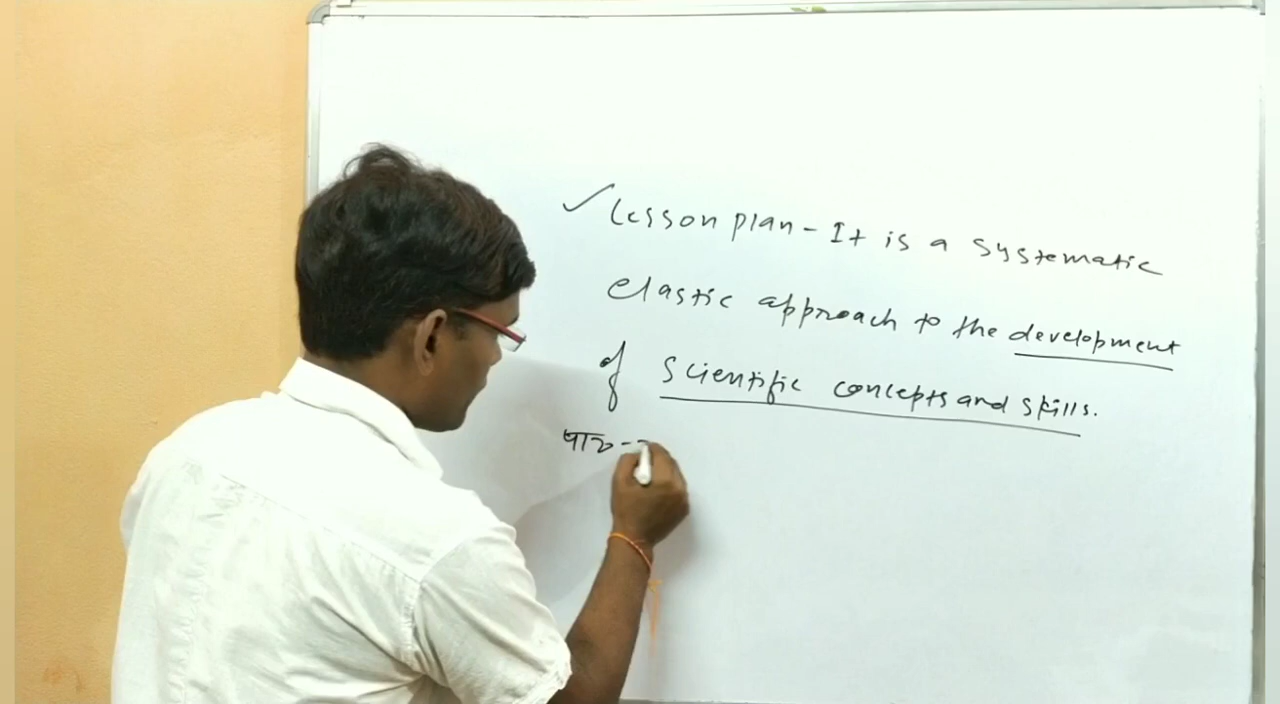 ✓ Lesson plan - It is a systematic
elastic approach to the development
of scientific concepts and skills.
पाठ -